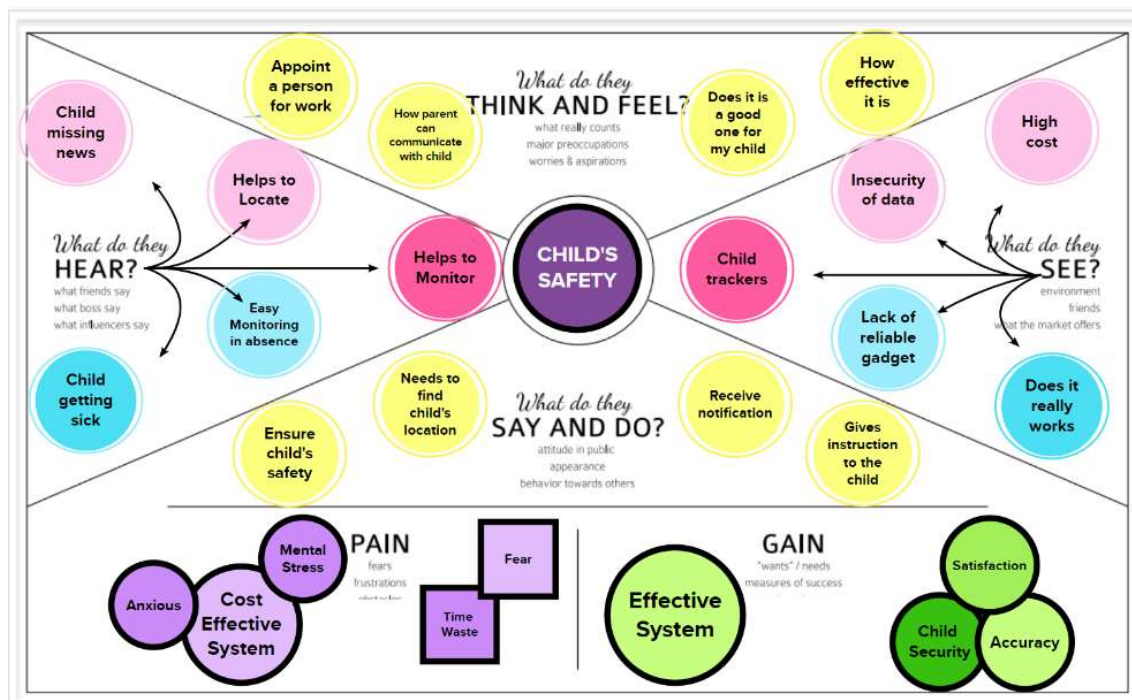 Appoint
a person
for work
How parent
can
communicate
with child
What do they
THINK AND FEEL?
what really counts
major preoccupations
worries & aspirations
Does it is
a good
one for
my child
How
effective
it is
Child
missing
news
Helps to
Locate
What do they
HEAR?
what friends say
what boss say
what influencers say
Helps to
Monitor
Easy
Monitoring
in absence
Child
getting
sick
CHILD'S
SAFETY
High
cost
Insecurity
of data
Child
trackers
What do they
SEE?
environment
friends
what the market offers
Lack of
reliable
gadget
Does it
really
works
Ensure
child's
safety
Needs to
find
child's
location
What do they
SAY AND DO?
attitude in public
appearance
behavior towards others
Receive
notification
Gives
instruction
to the
child
PAIN
fears
frustrations
Anxious
Cost
Effective
System
Mental
Stress
Fear
Time
Waste
GAIN
"wants" / needs
measures of success
Effective
System
Satisfaction
Child
Security
Accuracy